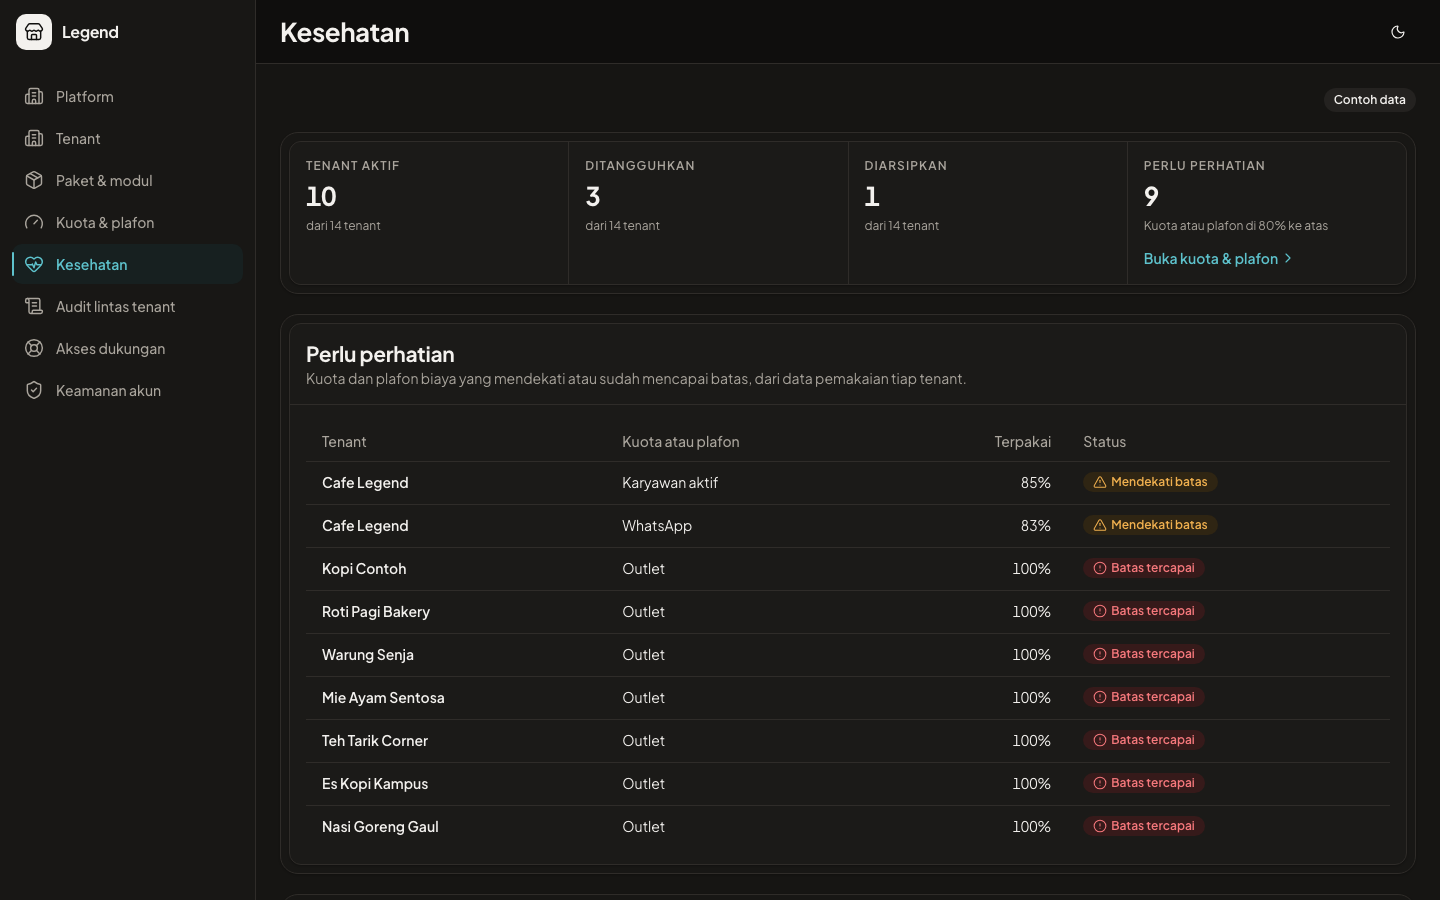 Legend
Kesehatan
Platform
Tenant
Paket & modul
Kuota & plafon
Kesehatan
Audit lintas tenant
Akses dukungan
Keamanan akun
Contoh data
TENANT AKTIF
10
dari 14 tenant
DITANGGUHKAN
3
dari 14 tenant
DIARSIPKAN
1
dari 14 tenant
PERLU PERHATIAN
9
Kuota atau plafon di 80% ke atas
Buka kuota & plafon
Perlu perhatian
Kuota dan plafon biaya yang mendekati atau sudah mencapai batas, dari data pemakaian tiap tenant.
Tenant Kuota atau plafon Terpakai Status
Cafe Legend Karyawan aktif 85% Mendekati batas
Cafe Legend WhatsApp 83% Mendekati batas
Kopi Contoh Outlet 100% Batas tercapai
Roti Pagi Bakery Outlet 100% Batas tercapai
Warung Senja Outlet 100% Batas tercapai
Mie Ayam Sentosa Outlet 100% Batas tercapai
Teh Tarik Corner Outlet 100% Batas tercapai
Es Kopi Kampus Outlet 100% Batas tercapai
Nasi Goreng Gaul Outlet 100% Batas tercapai